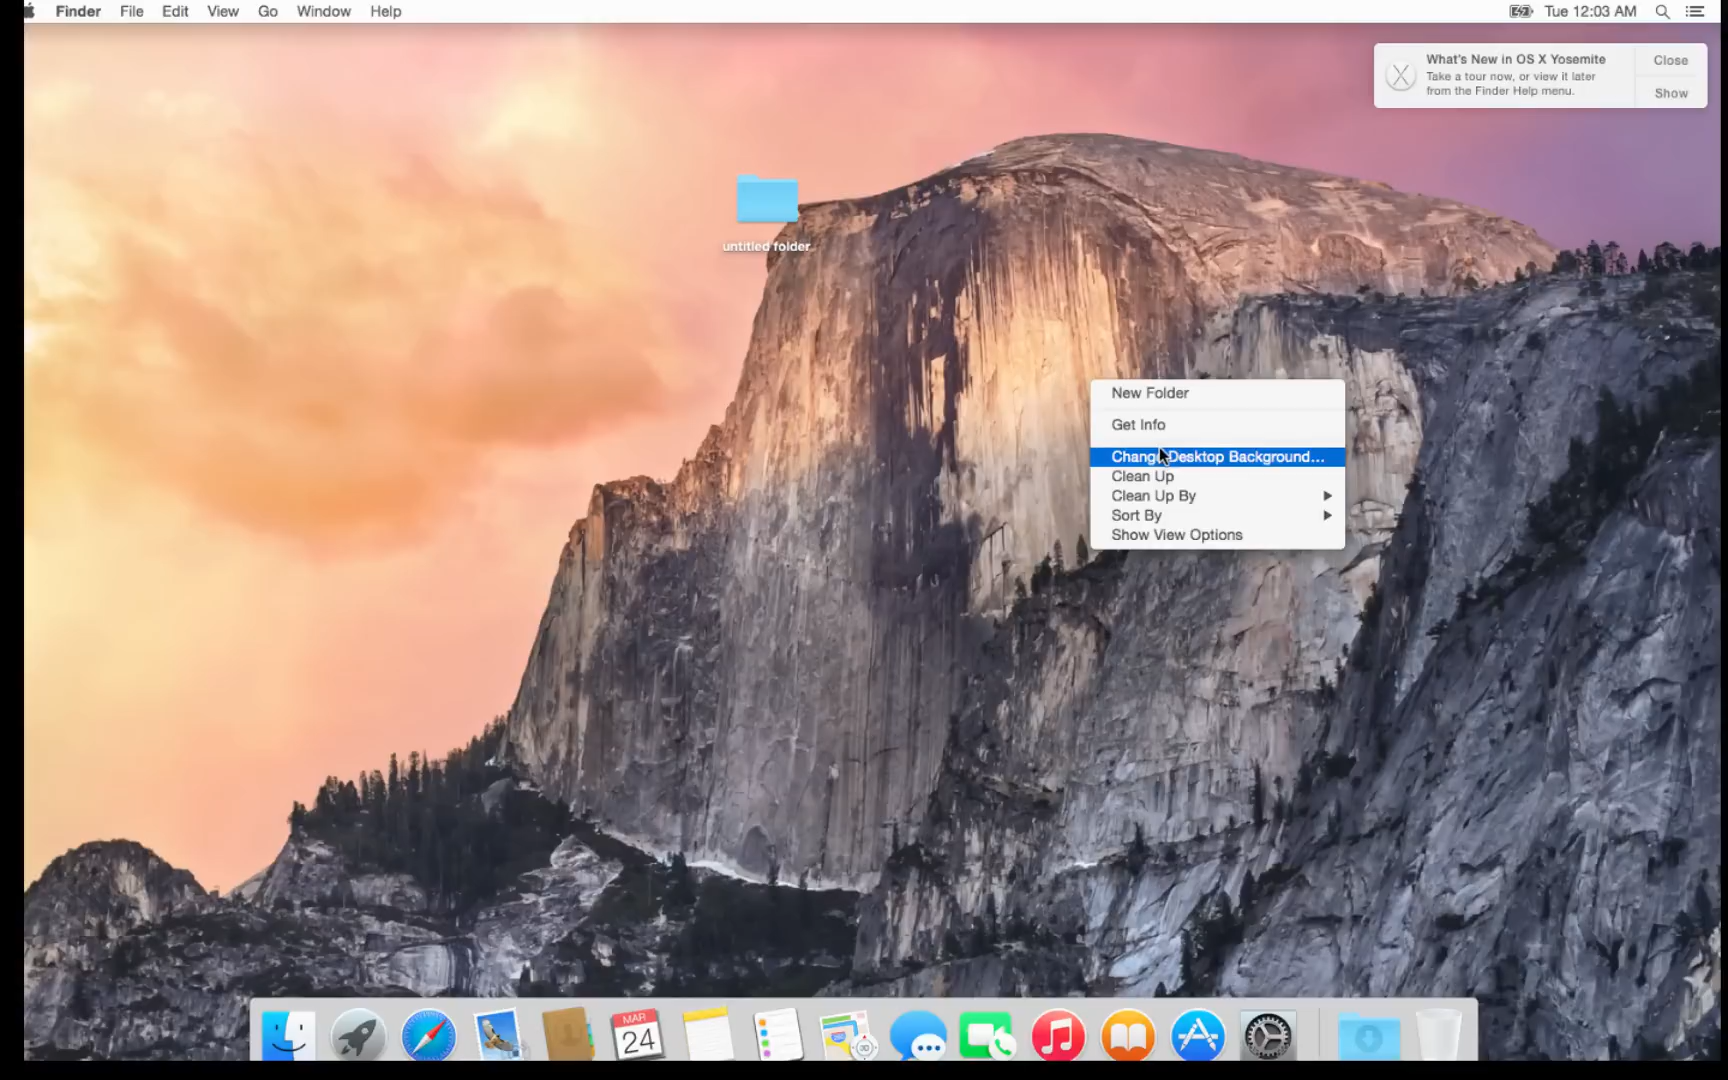 Finder File Edit View Go Window Help
Tue 12:03 AM
What's New in OS X Yosemite
Take a tour now, or view it later
from the Finder Help menu.
Close
Show
untitled folder
New Folder
Get Info
Change Desktop Background...
Clean Up
Clean Up By
Sort By
Show View Options
MAR
24